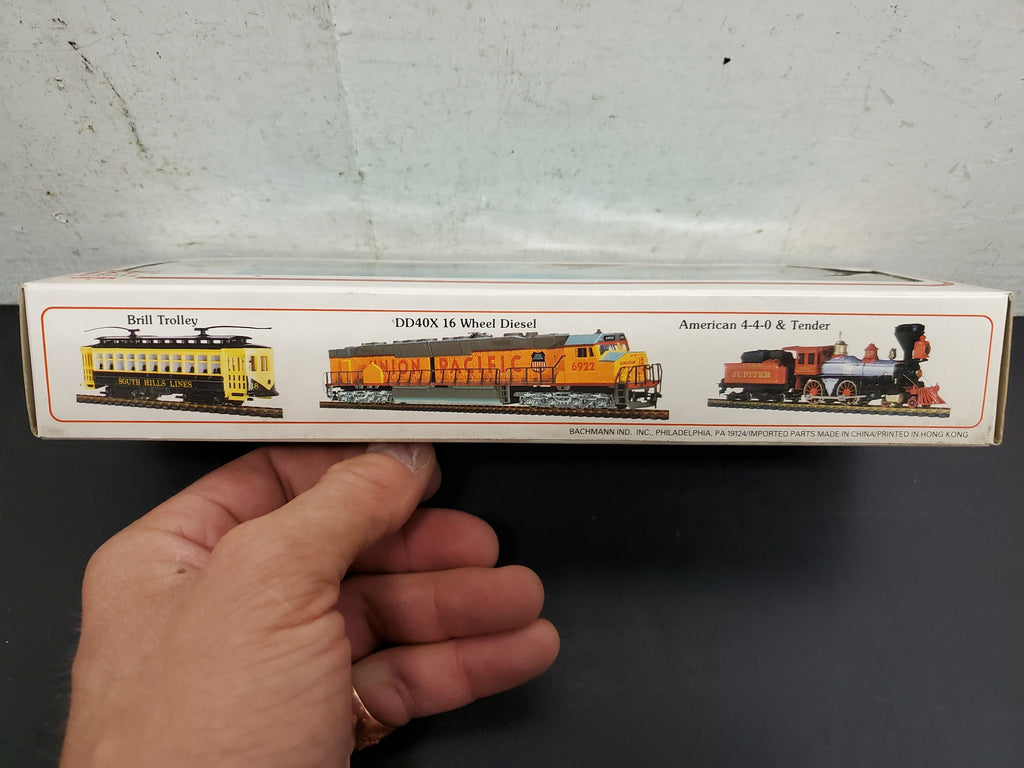 Brill Trolley
SOUTH HILLS LINES
DD40X 16 Wheel Diesel
UNION PACIFIC
6922
American 4-4-0 & Tender
JUPITER
BACHMANN IND. INC., PHILADELPHIA, PA 19124/IMPORTED PARTS MADE IN CHINA/PRINTED IN HONG KONG